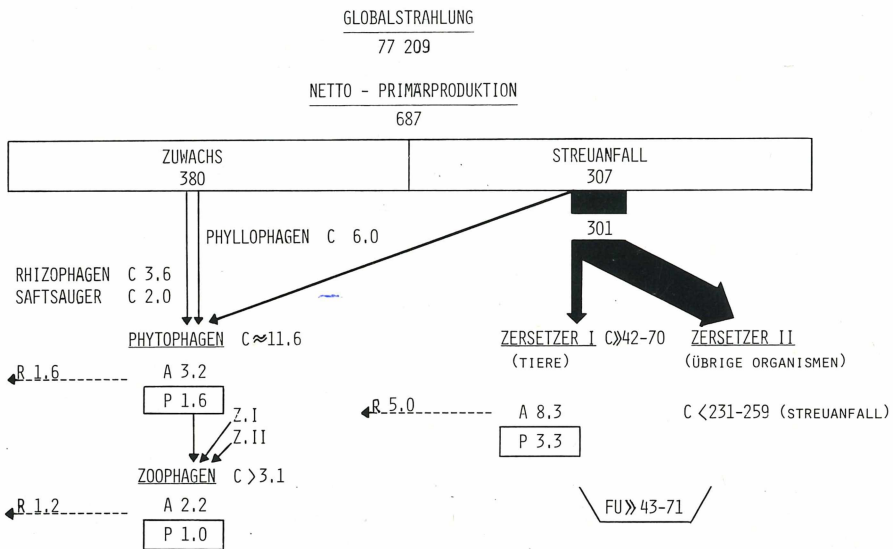 GLOBALSTRAHLUNG
77 209
NETTO - PRIMÄRPRODUKTION
687
ZUWACHS
380
STREUANFALL
307
301
PHYLLOPHAGEN C 6.0
RHIZOPHAGEN C 3.6
SAFTSAUGER C 2.0
PHYTOPHAGEN C≈11.6
ZERSETZER I C»42-70
(TIERE)
ZERSETZER II
(ÜBRIGE ORGANISMEN)
R 1.6
A 3.2
P 1.6
R 5.0
A 8.3
P 3.3
C <231-259 (STREUANFALL)
Z.I
Z.II
ZOOPHAGEN C >3.1
R 1.2
A 2.2
P 1.0
FU» 43-71